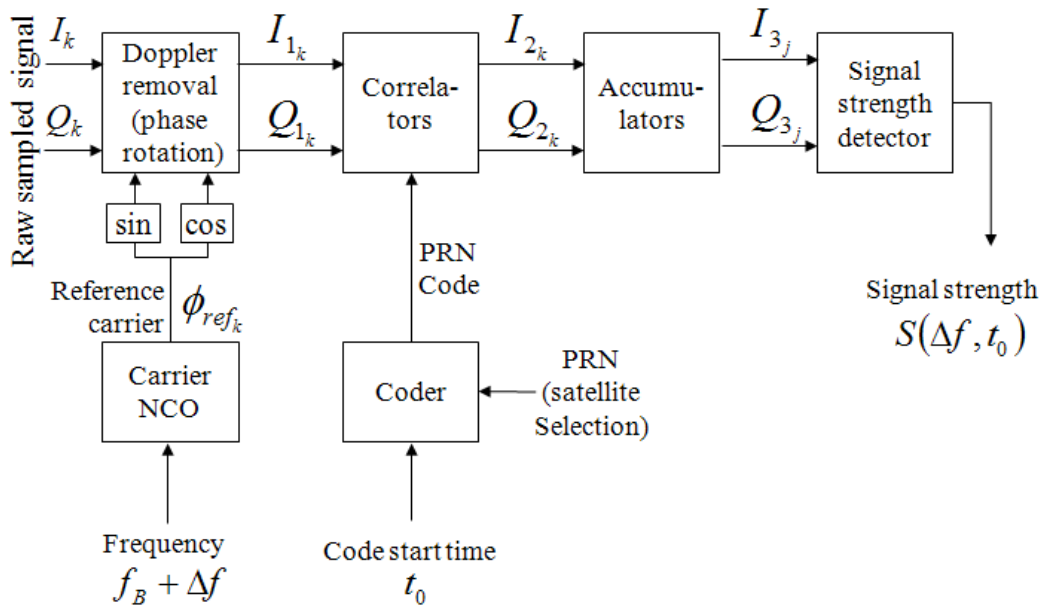 Raw sampled signal
I_k
Q_k
Doppler
removal
(phase
rotation)
I_{1_k}
Q_{1_k}
Correla-
tors
I_{2_k}
Q_{2_k}
Accumu-
lators
I_{3_j}
Q_{3_j}
Signal
strength
detector
sin
cos
Reference
carrier
ϕ_{ref_k}
PRN
Code
Signal strength
S(Δf, t_0)
Carrier
NCO
Coder
PRN
(satellite
Selection)
Frequency
f_B + Δf
Code start time
t_0